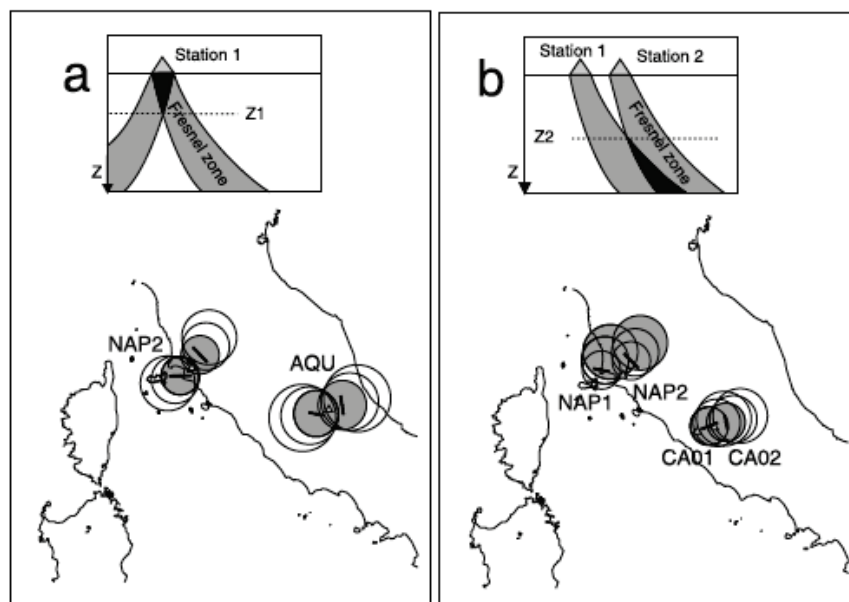 a
Station 1
Z1
Fresnel zone
Z
NAP2
AQU
b
Station 1
Station 2
Z2
Fresnel zone
Z
NAP1
NAP2
CA01
CA02